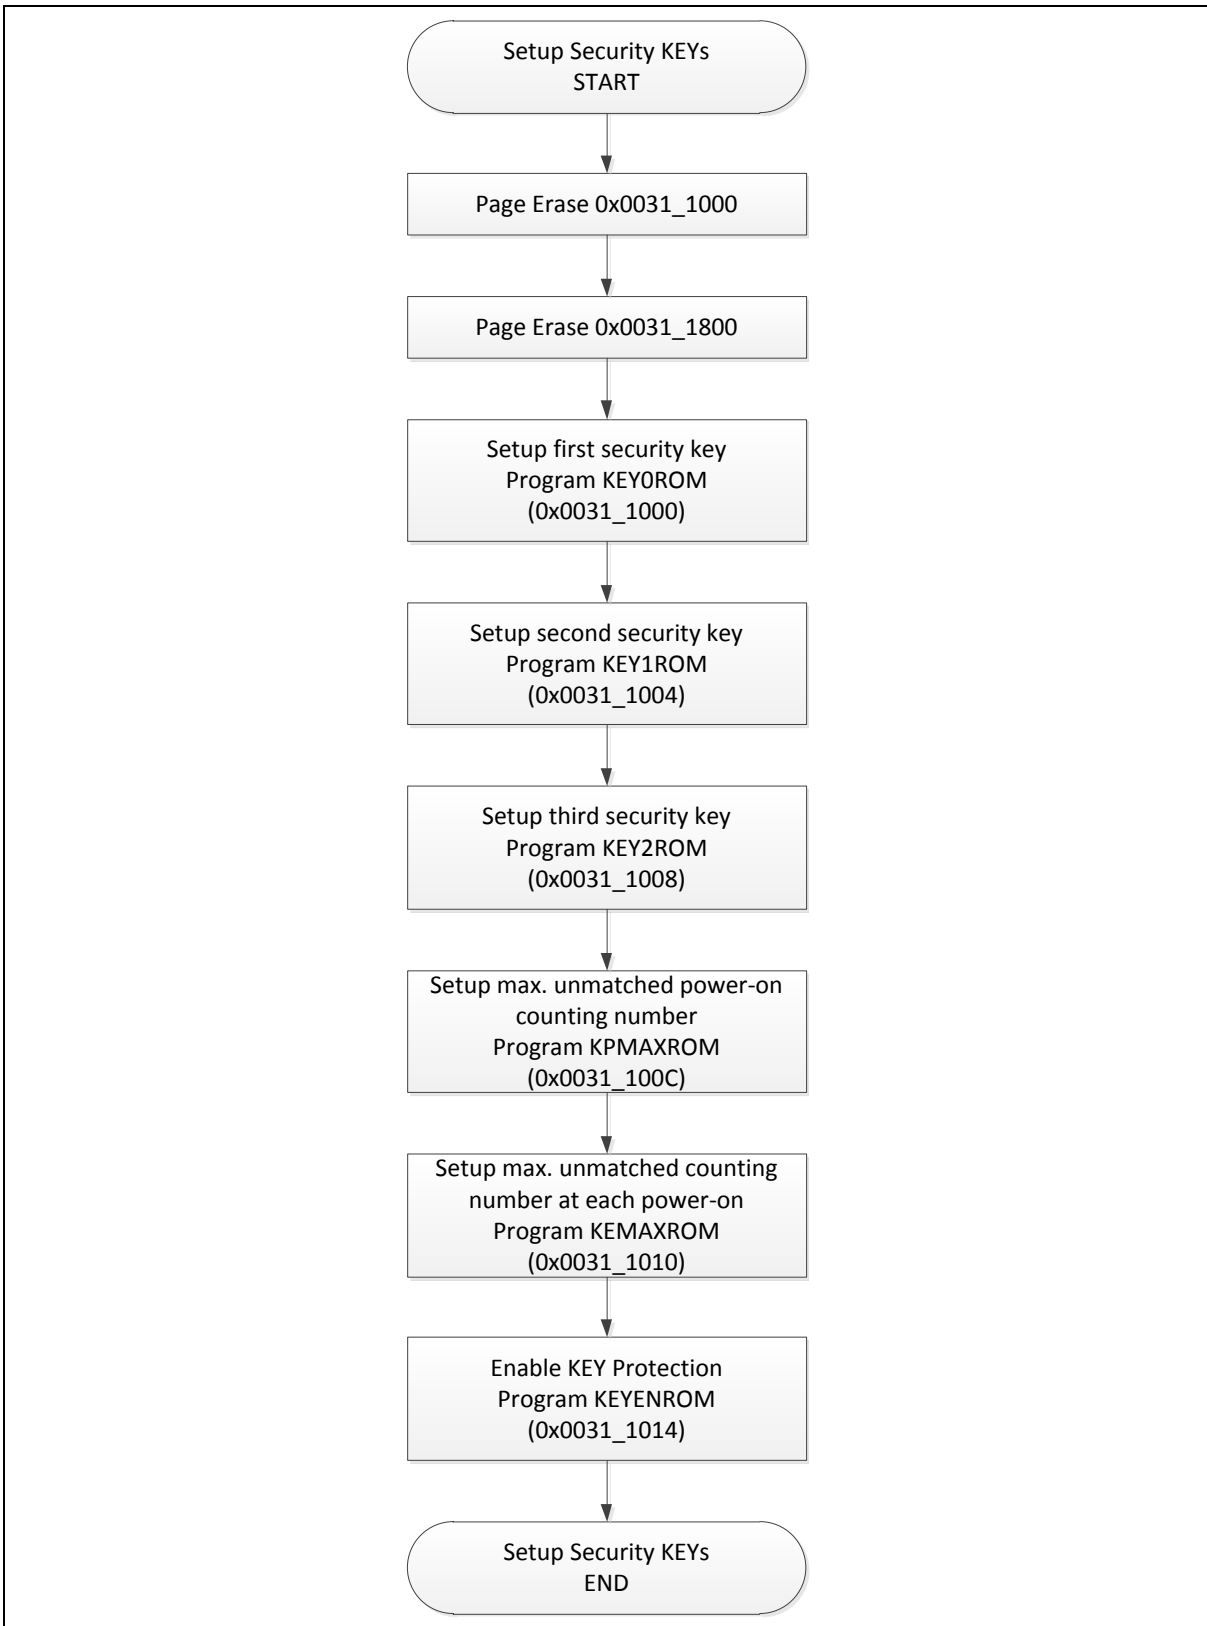 Setup Security KEYs
START
Page Erase 0x0031_1000
Page Erase 0x0031_1800
Setup first security key
Program KEY0ROM
(0x0031_1000)
Setup second security key
Program KEY1ROM
(0x0031_1004)
Setup third security key
Program KEY2ROM
(0x0031_1008)
Setup max. unmatched power-on
counting number
Program KPMAXROM
(0x0031_100C)
Setup max. unmatched counting
number at each power-on
Program KEMAXROM
(0x0031_1010)
Enable KEY Protection
Program KEYENROM
(0x0031_1014)
Setup Security KEYs
END